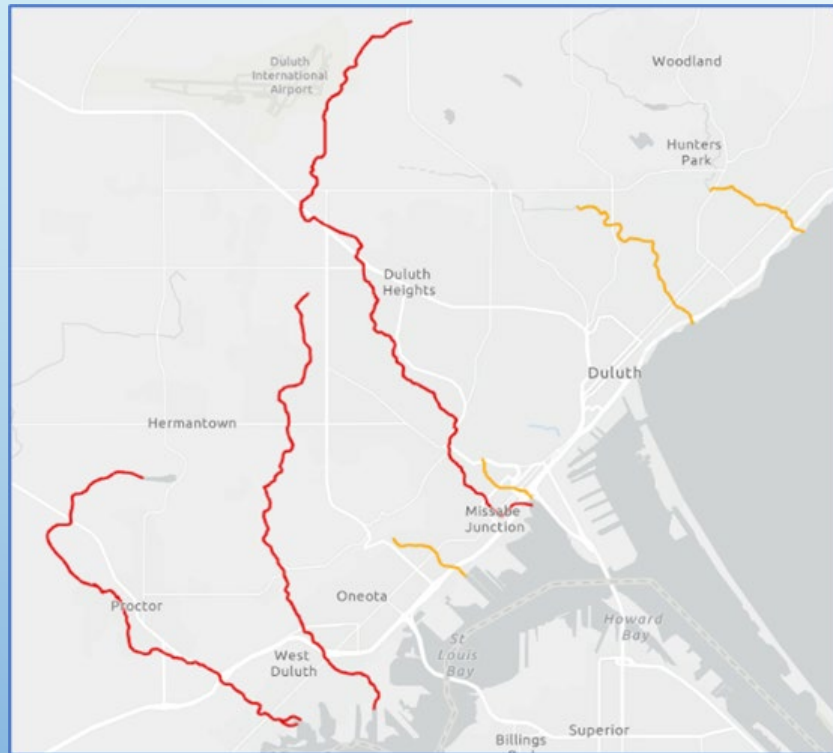 Duluth
International
Airport
Woodland
Hunters
Park
Duluth
Heights
Duluth
Hermantown
Missabe
Junction
Proctor
Oneota
Howard
Bay
St
Louis
Bay
West
Duluth
Superior
Billings